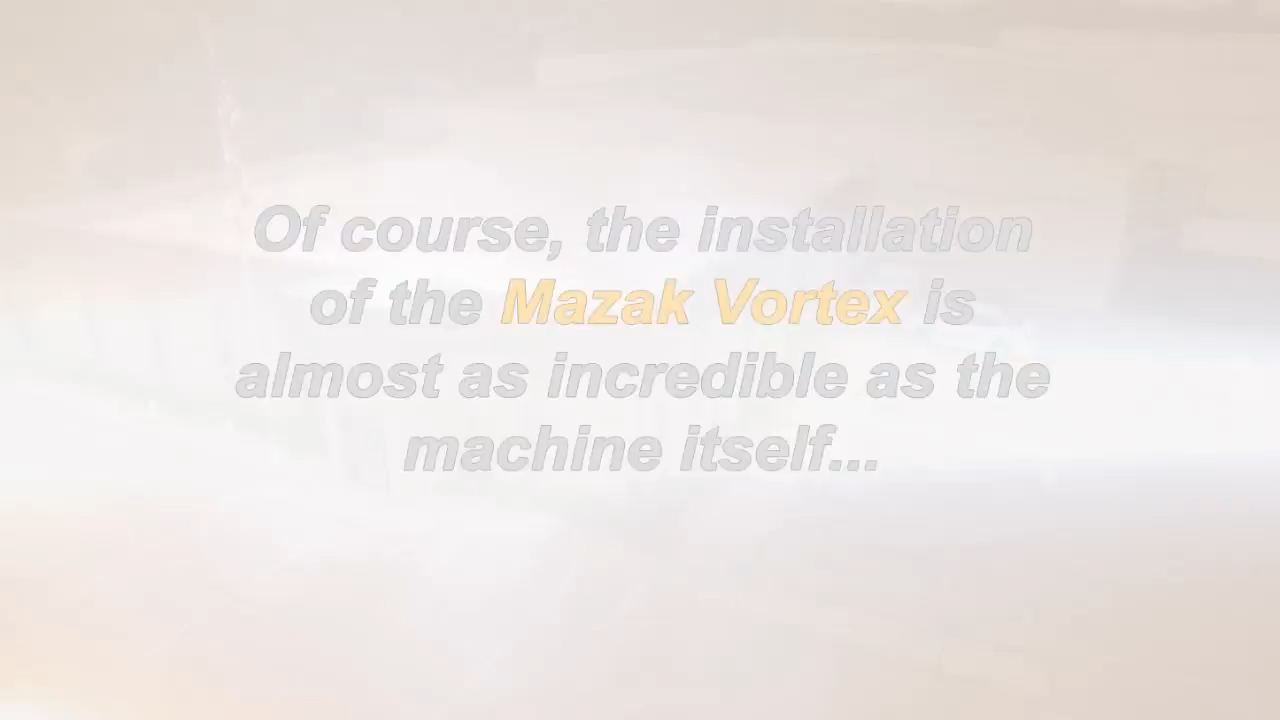 Of course, the installation
of the Mazak Vortex is
almost as incredible as the
machine itself...